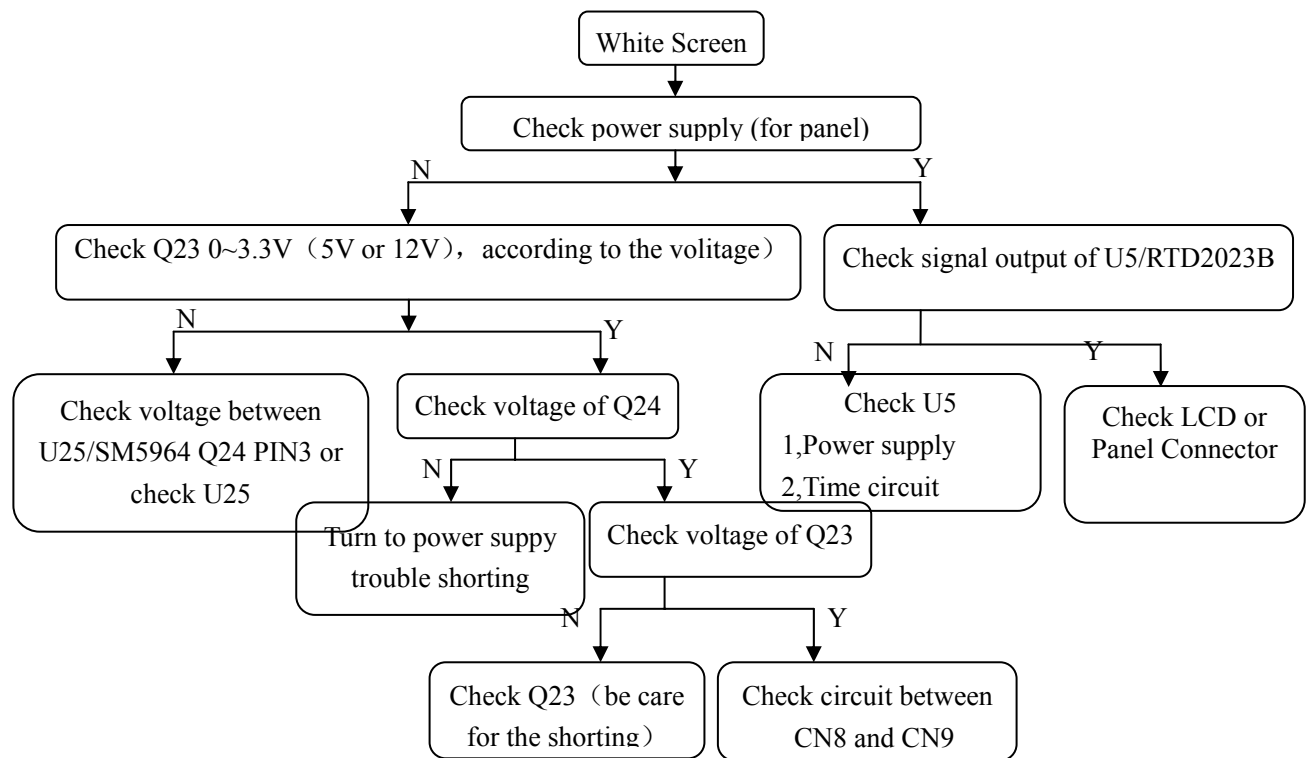 White Screen
Check power supply (for panel)
N
Y
Check Q23 0~3.3V（5V or 12V），according to the volitage）
Check signal output of U5/RTD2023B
N
Y
N
Y
Check voltage between
U25/SM5964 Q24 PIN3 or
check U25
Check voltage of Q24
Check U5
1,Power supply
2,Time circuit
Check LCD or
Panel Connector
N
Y
Turn to power suppy
trouble shorting
Check voltage of Q23
N
Y
Check Q23（be care
for the shorting）
Check circuit between
CN8 and CN9